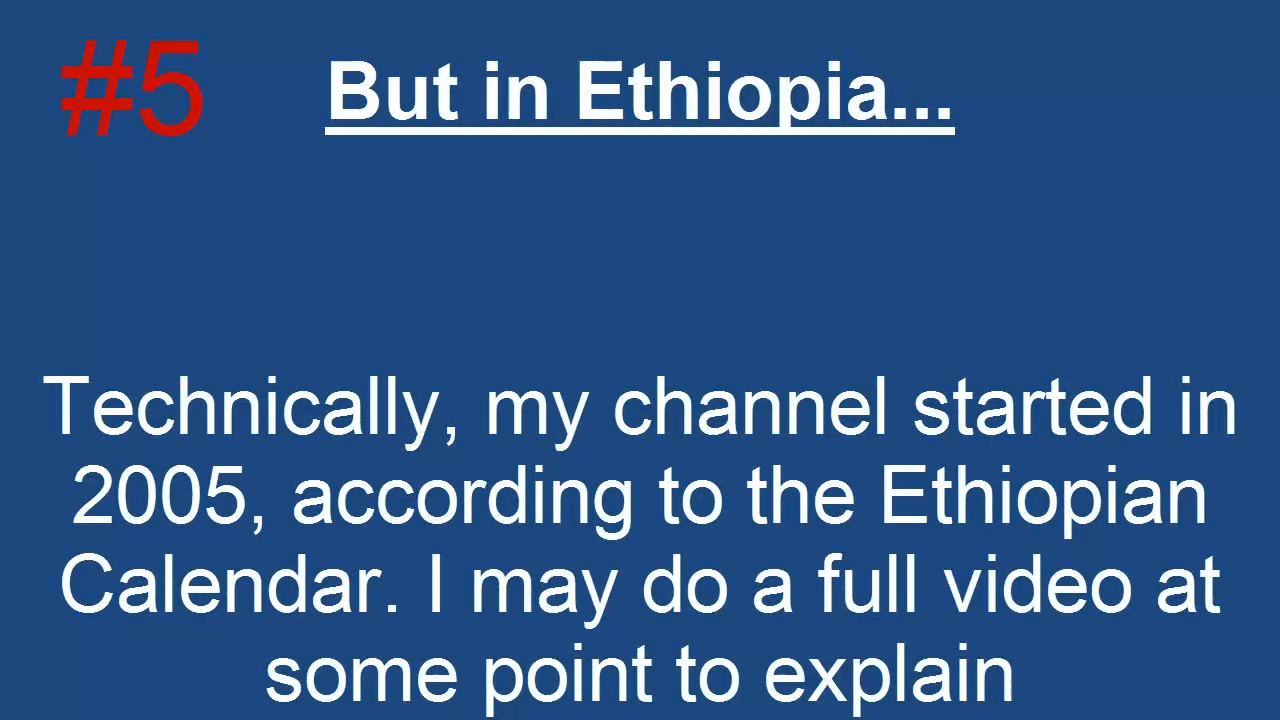 #5
But in Ethiopia...
Technically, my channel started in
2005, according to the Ethiopian
Calendar. I may do a full video at
some point to explain